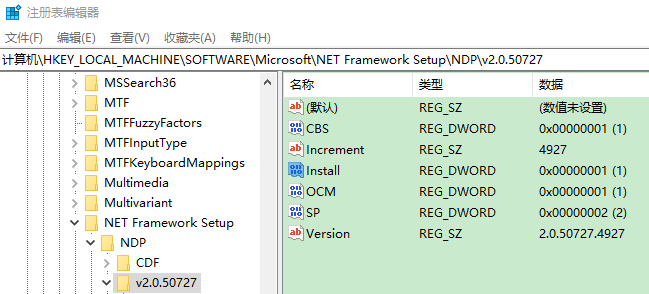 注册表编辑器
文件(F) 编辑(E) 查看(V) 收藏夹(A) 帮助(H)
计算机\HKEY_LOCAL_MACHINE\SOFTWARE\Microsoft\NET Framework Setup\NDP\v2.0.50727
MSSearch36
MTF
MTFFuzzyFactors
MTFInputType
MTFKeyboardMappings
Multimedia
Multivariant
NET Framework Setup
NDP
CDF
v2.0.50727
名称 类型 数据
ab (默认) REG_SZ (数值未设置)
CBS REG_DWORD 0x00000001 (1)
ab Increment REG_SZ 4927
Install REG_DWORD 0x00000001 (1)
OCM REG_DWORD 0x00000001 (1)
SP REG_DWORD 0x00000002 (2)
ab Version REG_SZ 2.0.50727.4927